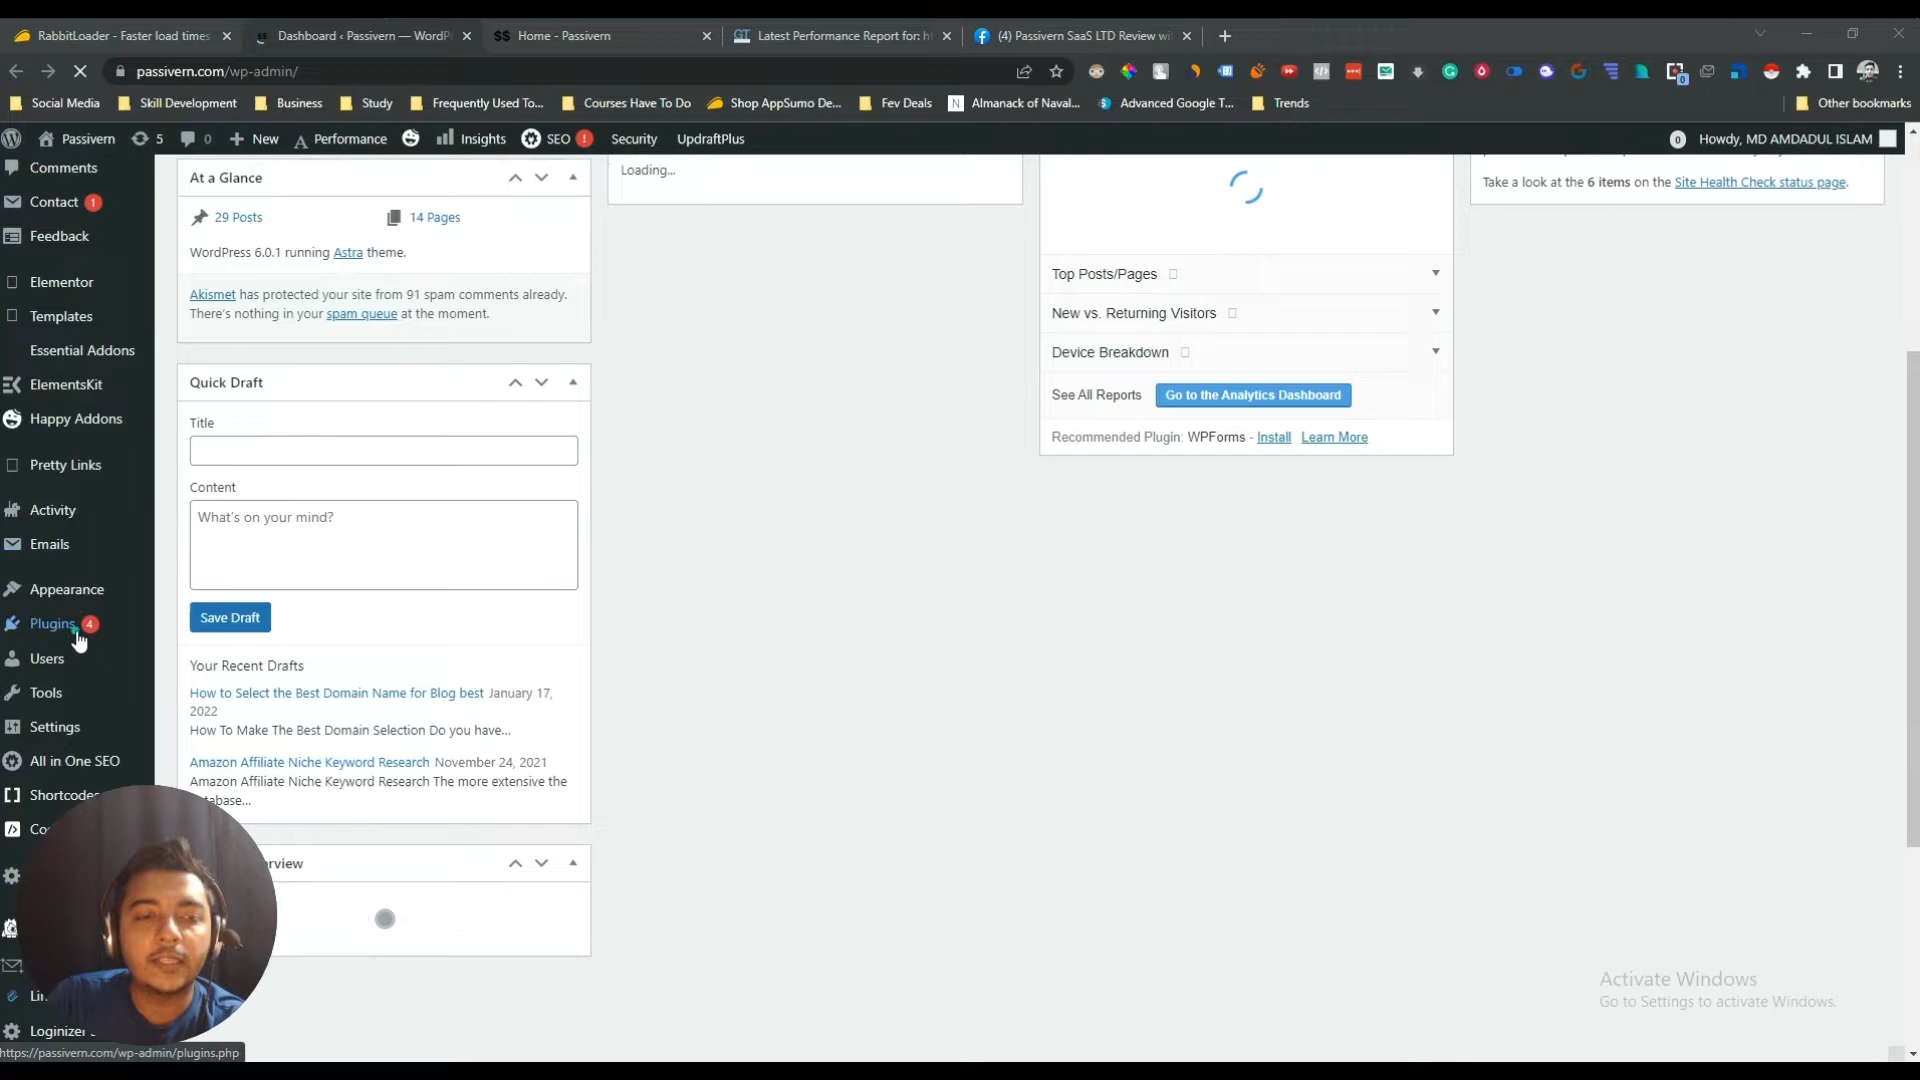 RabbitLoader - Faster load times
Dashboard ‹ Passivern — WordP
$$ Home - Passivern
GT Latest Performance Report for: ht
(4) Passivern SaaS LTD Review wi
passivern.com/wp-admin/
Social Media
Skill Development
Business
Study
Frequently Used To...
Courses Have To Do
Shop AppSumo De...
Fev Deals
Almanack of Naval...
Advanced Google T...
Trends
Other bookmarks
Passivern
5
0
New
Performance
Insights
SEO !
Security
UpdraftPlus
0
Howdy, MD AMDADUL ISLAM
Comments
Contact 1
Feedback
Elementor
Templates
Essential Addons
ElementsKit
Happy Addons
Pretty Links
Activity
Emails
Appearance
Plugins 4
Users
Tools
Settings
All in One SEO
Shortcodes
Loginizer
https://passivern.com/wp-admin/plugins.php
At a Glance
29 Posts
14 Pages
WordPress 6.0.1 running Astra theme.
Akismet has protected your site from 91 spam comments already.
There's nothing in your spam queue at the moment.
Quick Draft
Title
Content
What's on your mind?
Save Draft
Your Recent Drafts
How to Select the Best Domain Name for Blog best January 17,
2022
How To Make The Best Domain Selection Do you have...
Amazon Affiliate Niche Keyword Research November 24, 2021
Amazon Affiliate Niche Keyword Research The more extensive the
tabase...
rview
Loading...
Top Posts/Pages
New vs. Returning Visitors
Device Breakdown
See All Reports
Go to the Analytics Dashboard
Recommended Plugin: WPForms - Install Learn More
Take a look at the 6 items on the Site Health Check status page.
Activate Windows
Go to Settings to activate Windows.